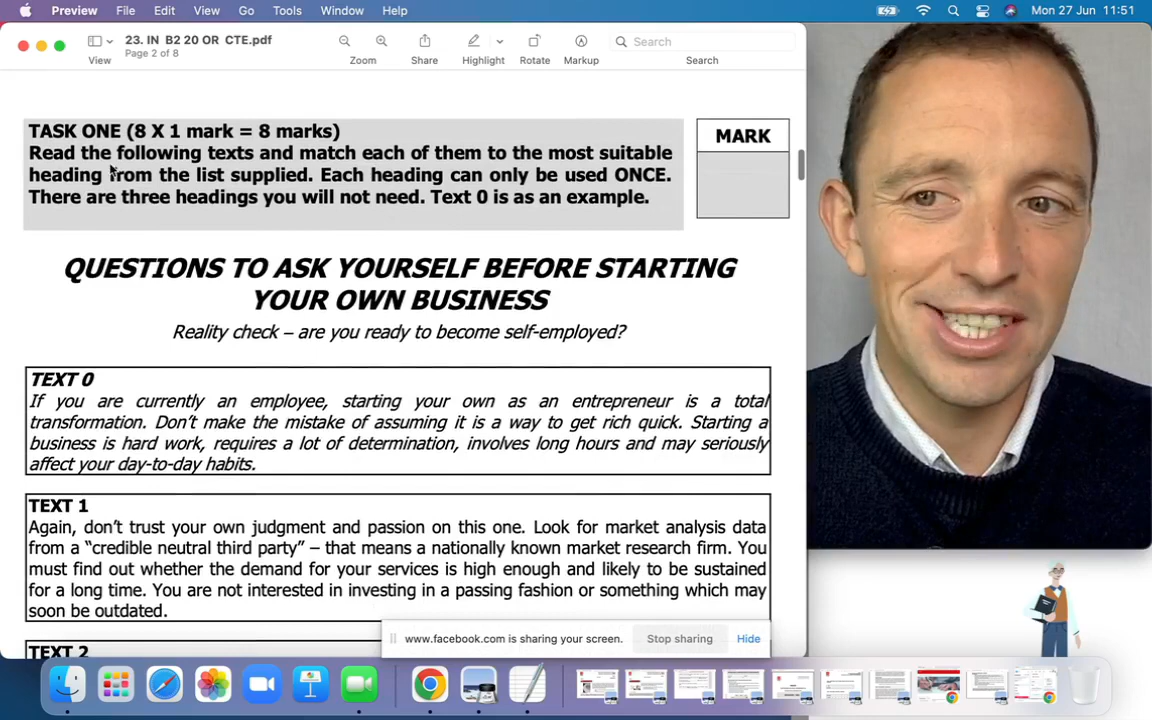 Preview File Edit View Go Tools Window Help Mon 27 Jun 11:51
23. IN B2 20 OR CTE.pdf
Page 2 of 8
Search
View Zoom Share Highlight Rotate Markup Search
TASK ONE (8 X 1 mark = 8 marks)
Read the following texts and match each of them to the most suitable
heading from the list supplied. Each heading can only be used ONCE.
There are three headings you will not need. Text 0 is as an example.
MARK
QUESTIONS TO ASK YOURSELF BEFORE STARTING
YOUR OWN BUSINESS
Reality check – are you ready to become self-employed?
TEXT 0
If you are currently an employee, starting your own as an entrepreneur is a total
transformation. Don't make the mistake of assuming it is a way to get rich quick. Starting a
business is hard work, requires a lot of determination, involves long hours and may seriously
affect your day-to-day habits.
TEXT 1
Again, don't trust your own judgment and passion on this one. Look for market analysis data
from a "credible neutral third party" – that means a nationally known market research firm. You
must find out whether the demand for your services is high enough and likely to be sustained
for a long time. You are not interested in investing in a passing fashion or something which may
soon be outdated.
www.facebook.com is sharing your screen. Stop sharing Hide
TEXT 2